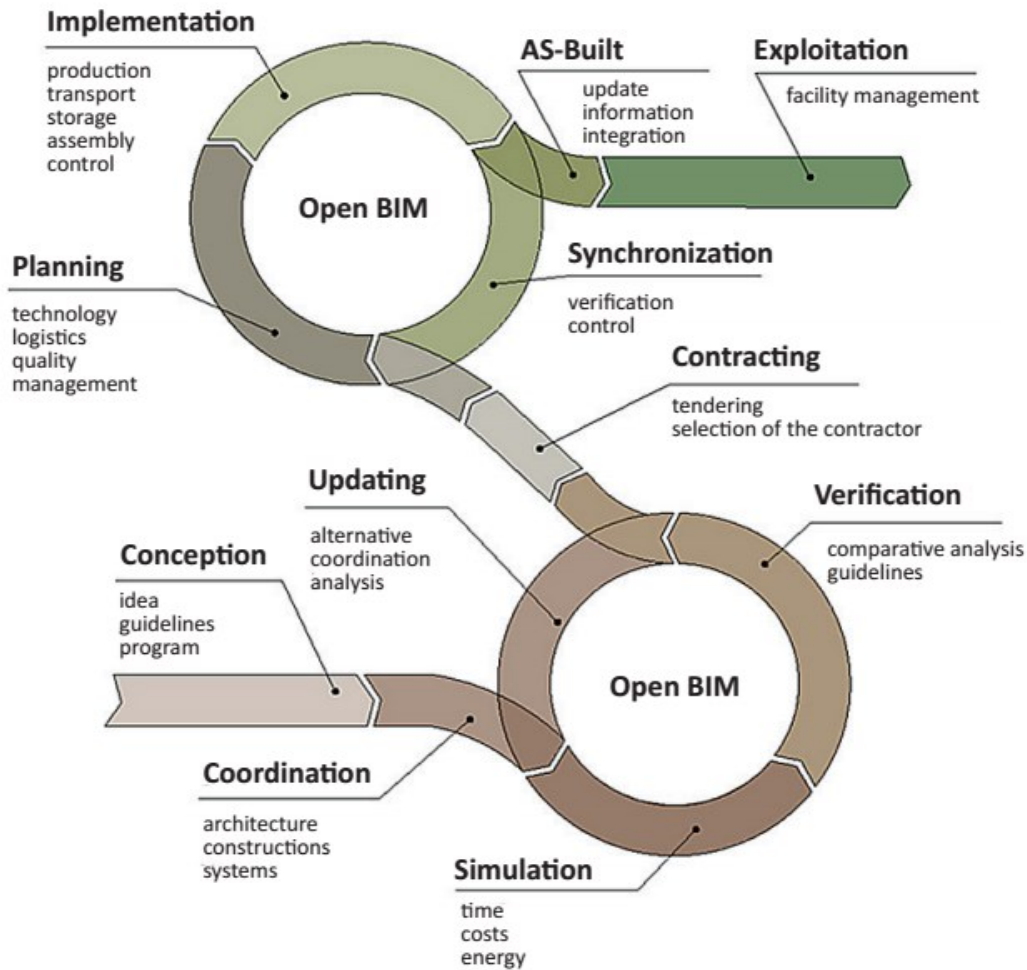 Implementation
production
transport
storage
assembly
control
AS-Built
update
information
integration
Exploitation
facility management
Open BIM
Planning
technology
logistics
quality
management
Synchronization
verification
control
Contracting
tendering
selection of the contractor
Updating
alternative
coordination
analysis
Verification
comparative analysis
guidelines
Conception
idea
guidelines
program
Open BIM
Coordination
architecture
constructions
systems
Simulation
time
costs
energy